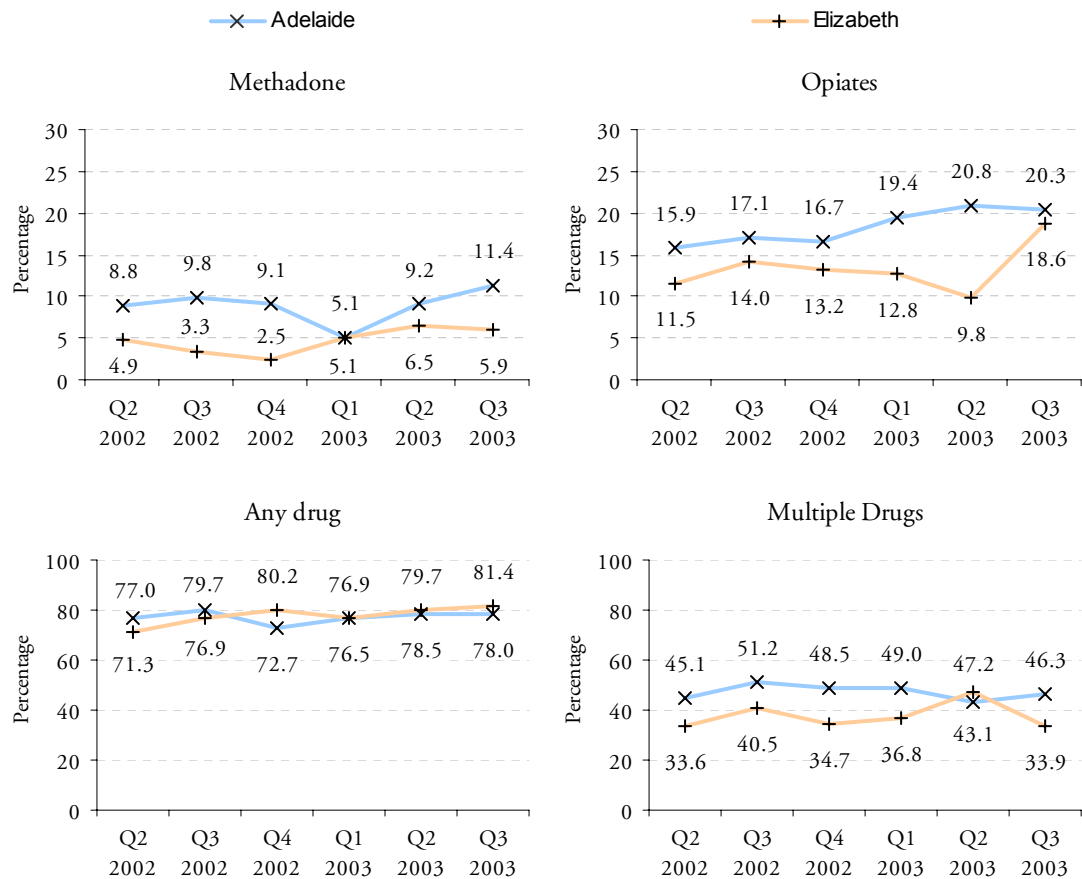 Adelaide Elizabeth
Methadone
Percentage
30
25
20
15
10
5
0
8.8 9.8 9.1 5.1 9.2 11.4
4.9 3.3 2.5 5.1 6.5 5.9
Q2 Q3 Q4 Q1 Q2 Q3
2002 2002 2002 2003 2003 2003
Opiates
Percentage
30
25
20
15
10
5
0
15.9 17.1 16.7 19.4 20.8 20.3
11.5 14.0 13.2 12.8 9.8 18.6
Q2 Q3 Q4 Q1 Q2 Q3
2002 2002 2002 2003 2003 2003
Any drug
Percentage
100
80
60
40
20
0
77.0 79.7 80.2 76.9 79.7 81.4
71.3 76.9 72.7 76.5 78.5 78.0
Q2 Q3 Q4 Q1 Q2 Q3
2002 2002 2002 2003 2003 2003
Multiple Drugs
Percentage
100
80
60
40
20
0
45.1 51.2 48.5 49.0 47.2 46.3
33.6 40.5 34.7 36.8 43.1 33.9
Q2 Q3 Q4 Q1 Q2 Q3
2002 2002 2002 2003 2003 2003